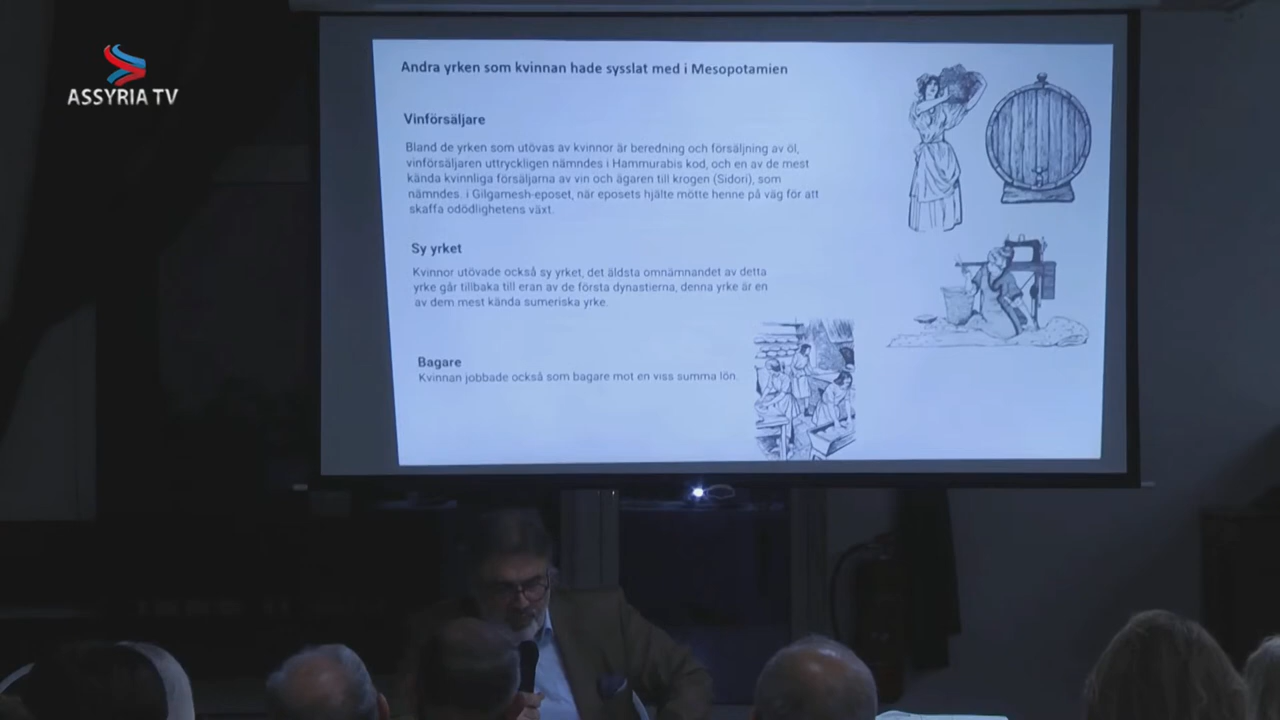 ASSYRIA TV
Andra yrken som kvinnan hade sysslat med i Mesopotamien
Vinförsäljare
Bland de yrken som utövas av kvinnor är beredning och försäljning av öl,
vinförsäljaren uttryckligen nämndes i Hammurabis kod, och en av de mest
kända kvinnliga försäljarna av vin och ägaren till krogen (Sidori), som
nämndes. i Gilgamesh-eposet, när eposets hjälte mötte henne på väg för att
skaffa odödlighetens växt.
Sy yrket
Kvinnor utövade också sy yrket, det äldsta omnämnandet av detta
yrke går tillbaka till eran av de första dynastierna, denna yrke är en
av dem mest kända sumeriska yrke.
Bagare
Kvinnan jobbade också som bagare mot en viss summa lön.